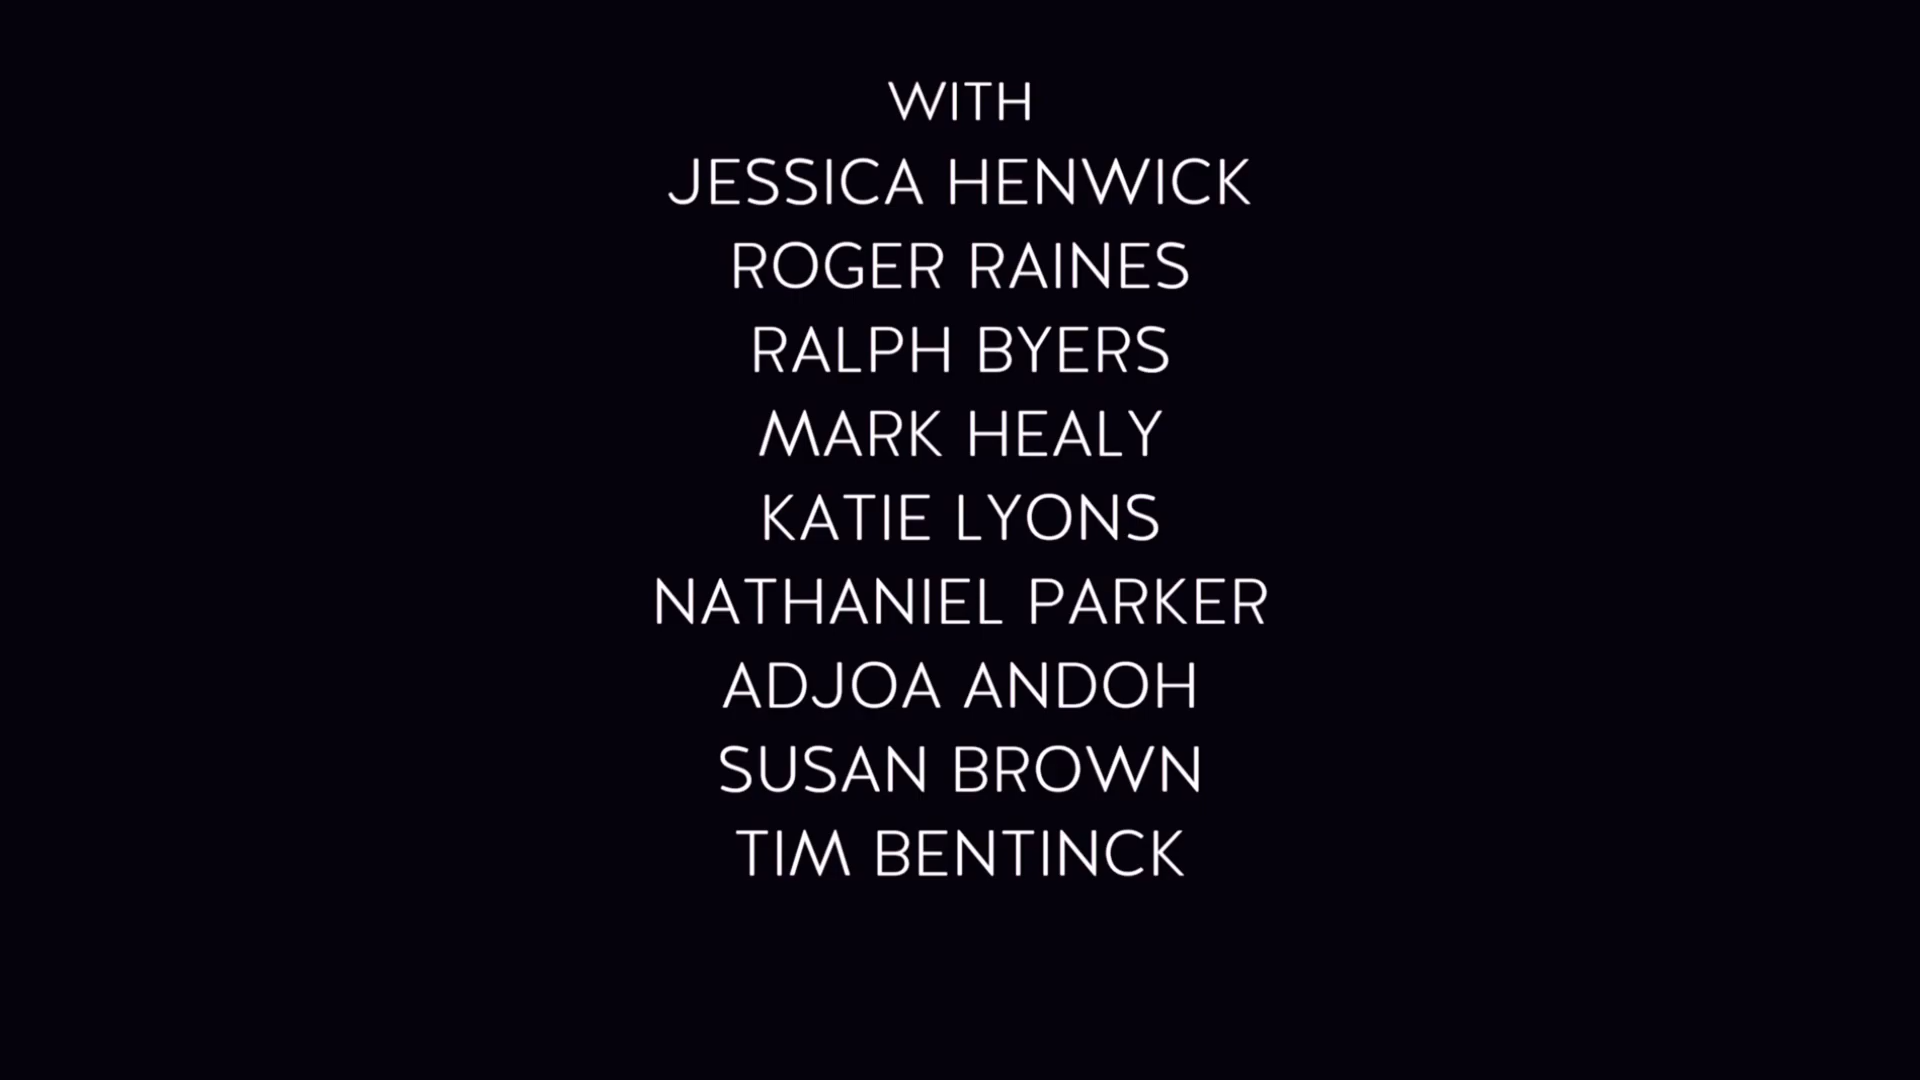 WITH
JESSICA HENWICK
ROGER RAINES
RALPH BYERS
MARK HEALY
KATIE LYONS
NATHANIEL PARKER
ADJOA ANDOH
SUSAN BROWN
TIM BENTINCK